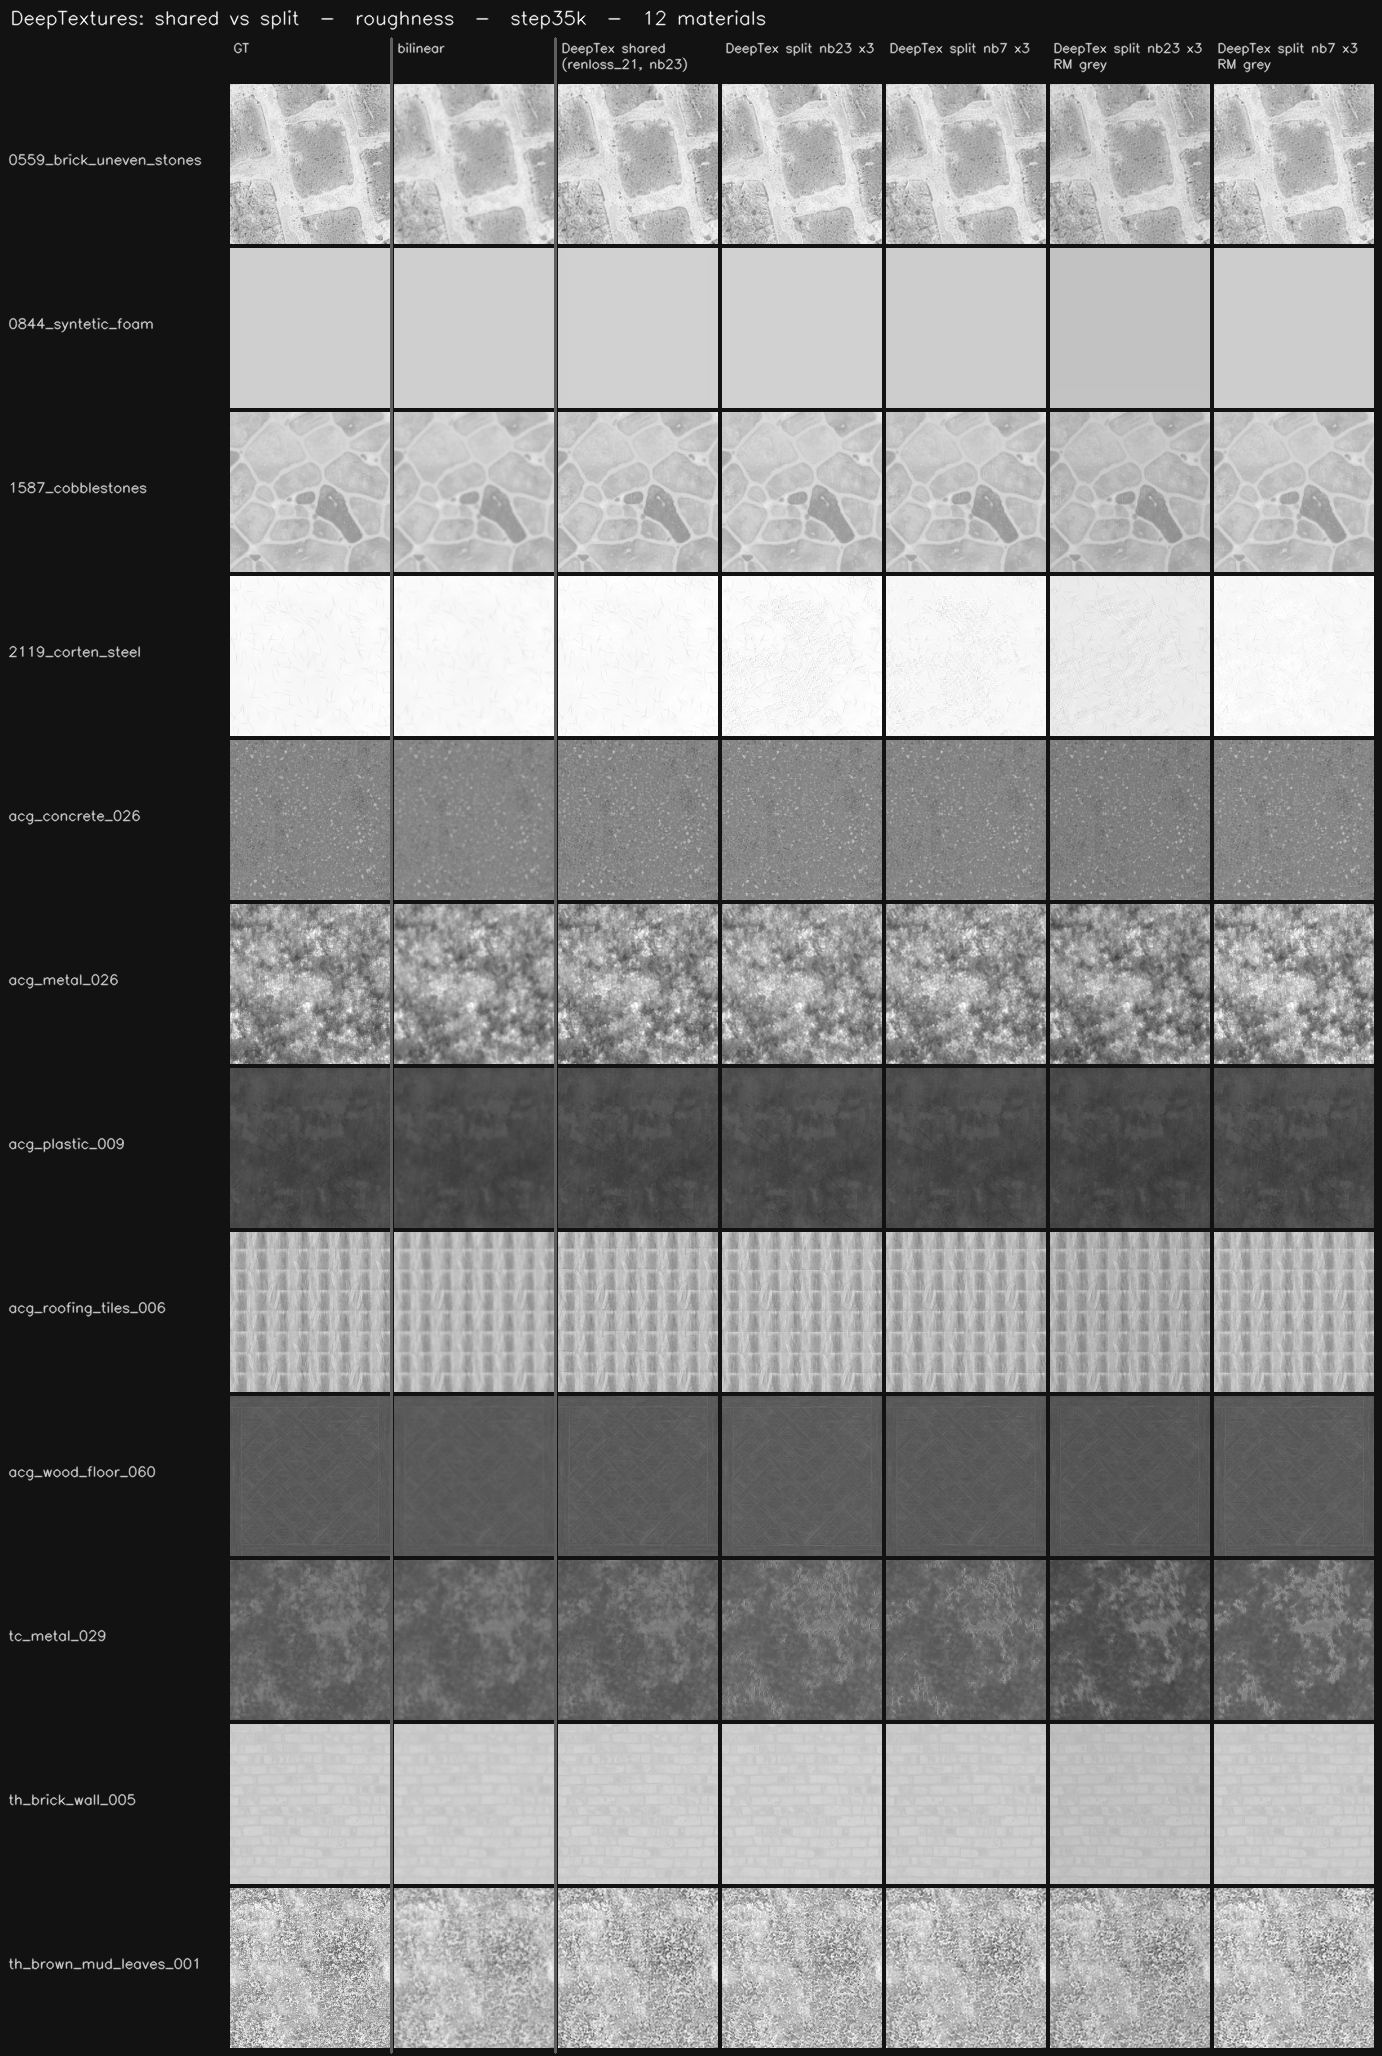 DeepTextures: shared vs split — roughness — step35k — 12 materials
GT
bilinear
DeepTex shared
(renloss_21, nb23)
DeepTex split nb23 x3
DeepTex split nb7 x3
DeepTex split nb23 x3
RM grey
DeepTex split nb7 x3
RM grey
0559_brick_uneven_stones
0844_syntetic_foam
1587_cobblestones
2119_corten_steel
acg_concrete_026
acg_metal_026
acg_plastic_009
acg_roofing_tiles_006
acg_wood_floor_060
tc_metal_029
th_brick_wall_005
th_brown_mud_leaves_001